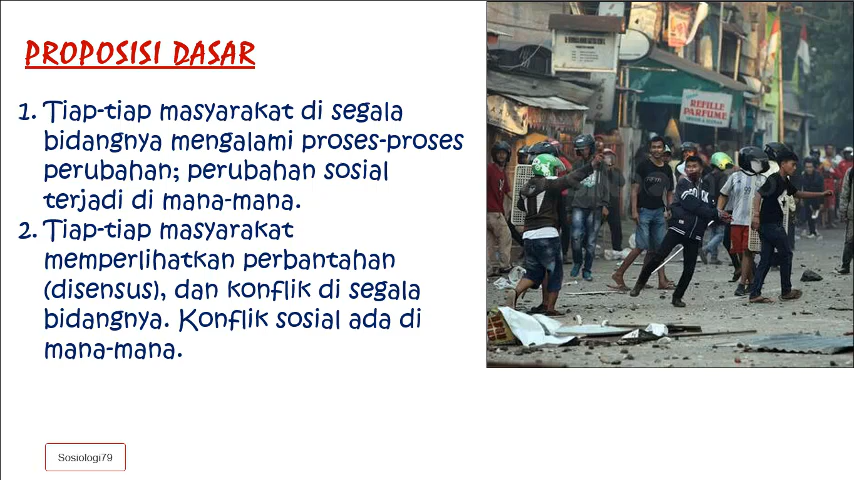 PROPOSISI DASAR
1. Tiap-tiap masyarakat di segala
bidangnya mengalami proses-proses
perubahan; perubahan sosial
terjadi di mana-mana.
2. Tiap-tiap masyarakat
memperlihatkan perbantahan
(disensus), dan konflik di segala
bidangnya. Konflik sosial ada di
mana-mana.
REFILLE
PARFUME
Sosiologi79